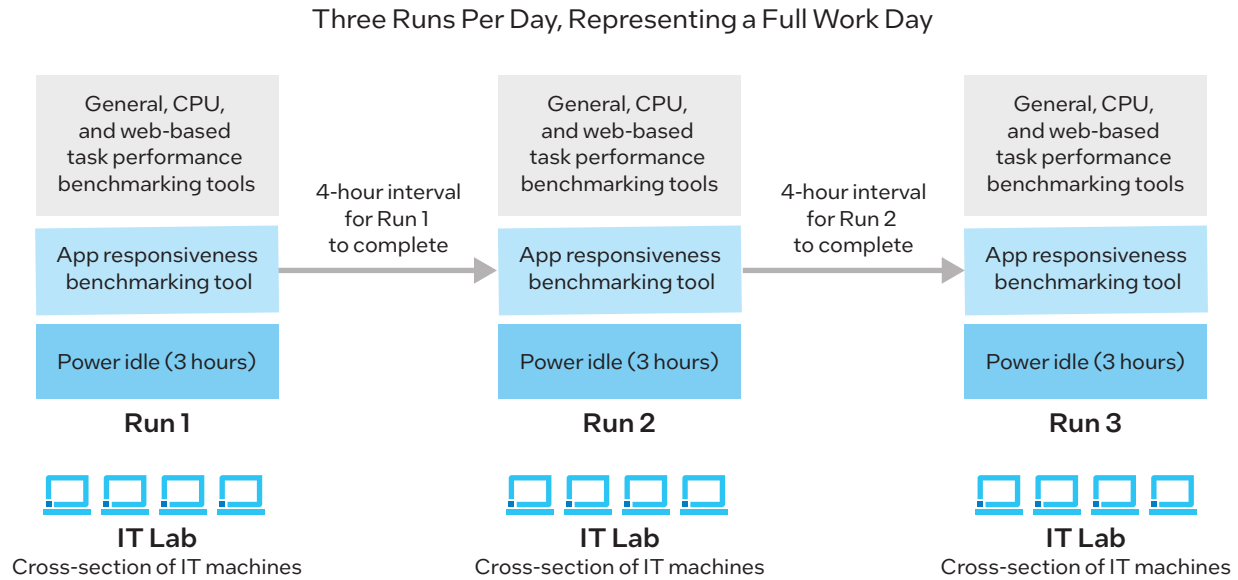 Three Runs Per Day, Representing a Full Work Day
General, CPU,
and web-based
task performance
benchmarking tools
App responsiveness
benchmarking tool
Power idle (3 hours)
Run 1
IT Lab
Cross-section of IT machines
4-hour interval
for Run 1
to complete
General, CPU,
and web-based
task performance
benchmarking tools
App responsiveness
benchmarking tool
Power idle (3 hours)
Run 2
IT Lab
Cross-section of IT machines
4-hour interval
for Run 2
to complete
General, CPU,
and web-based
task performance
benchmarking tools
App responsiveness
benchmarking tool
Power idle (3 hours)
Run 3
IT Lab
Cross-section of IT machines